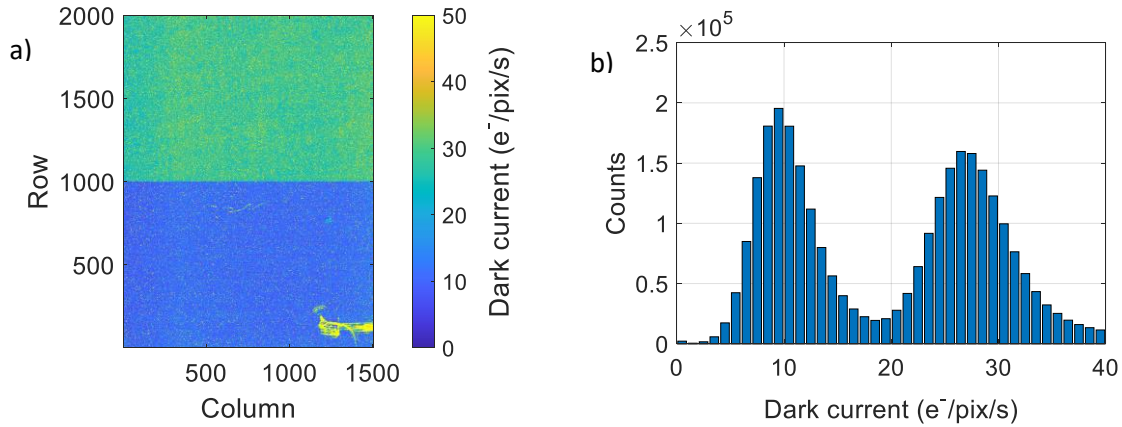 a)
2000
1500
1000
500
Row
500 1000 1500
Column
50
40
30
20
10
0
Dark current (e⁻/pix/s)
b)
×10⁵
2.5
2
1.5
1
0.5
0
Counts
0 10 20 30 40
Dark current (e⁻/pix/s)